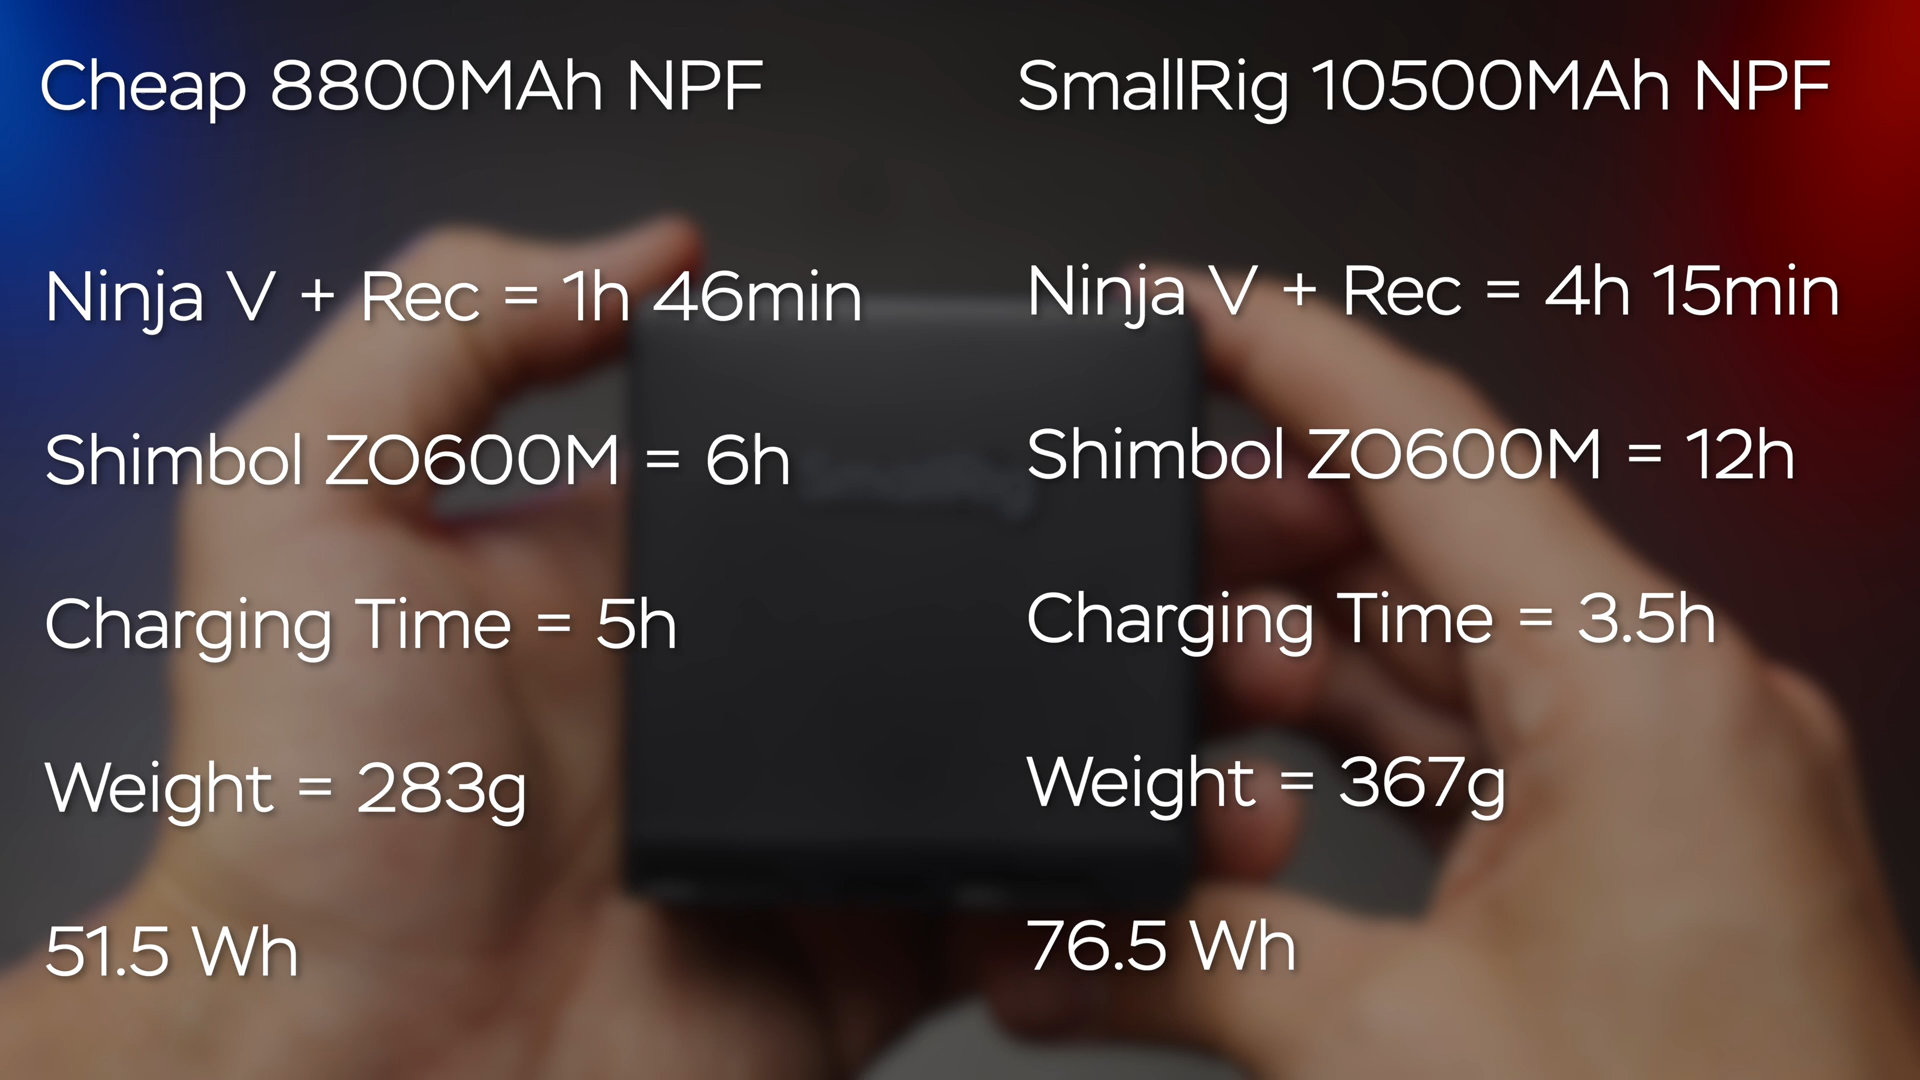 Cheap 8800MAh NPF
Ninja V + Rec = 1h 46min
Shimbol ZO600M = 6h
Charging Time = 5h
Weight = 283g
51.5 Wh
SmallRig 10500MAh NPF
Ninja V + Rec = 4h 15min
Shimbol ZO600M = 12h
Charging Time = 3.5h
Weight = 367g
76.5 Wh
SmallRig